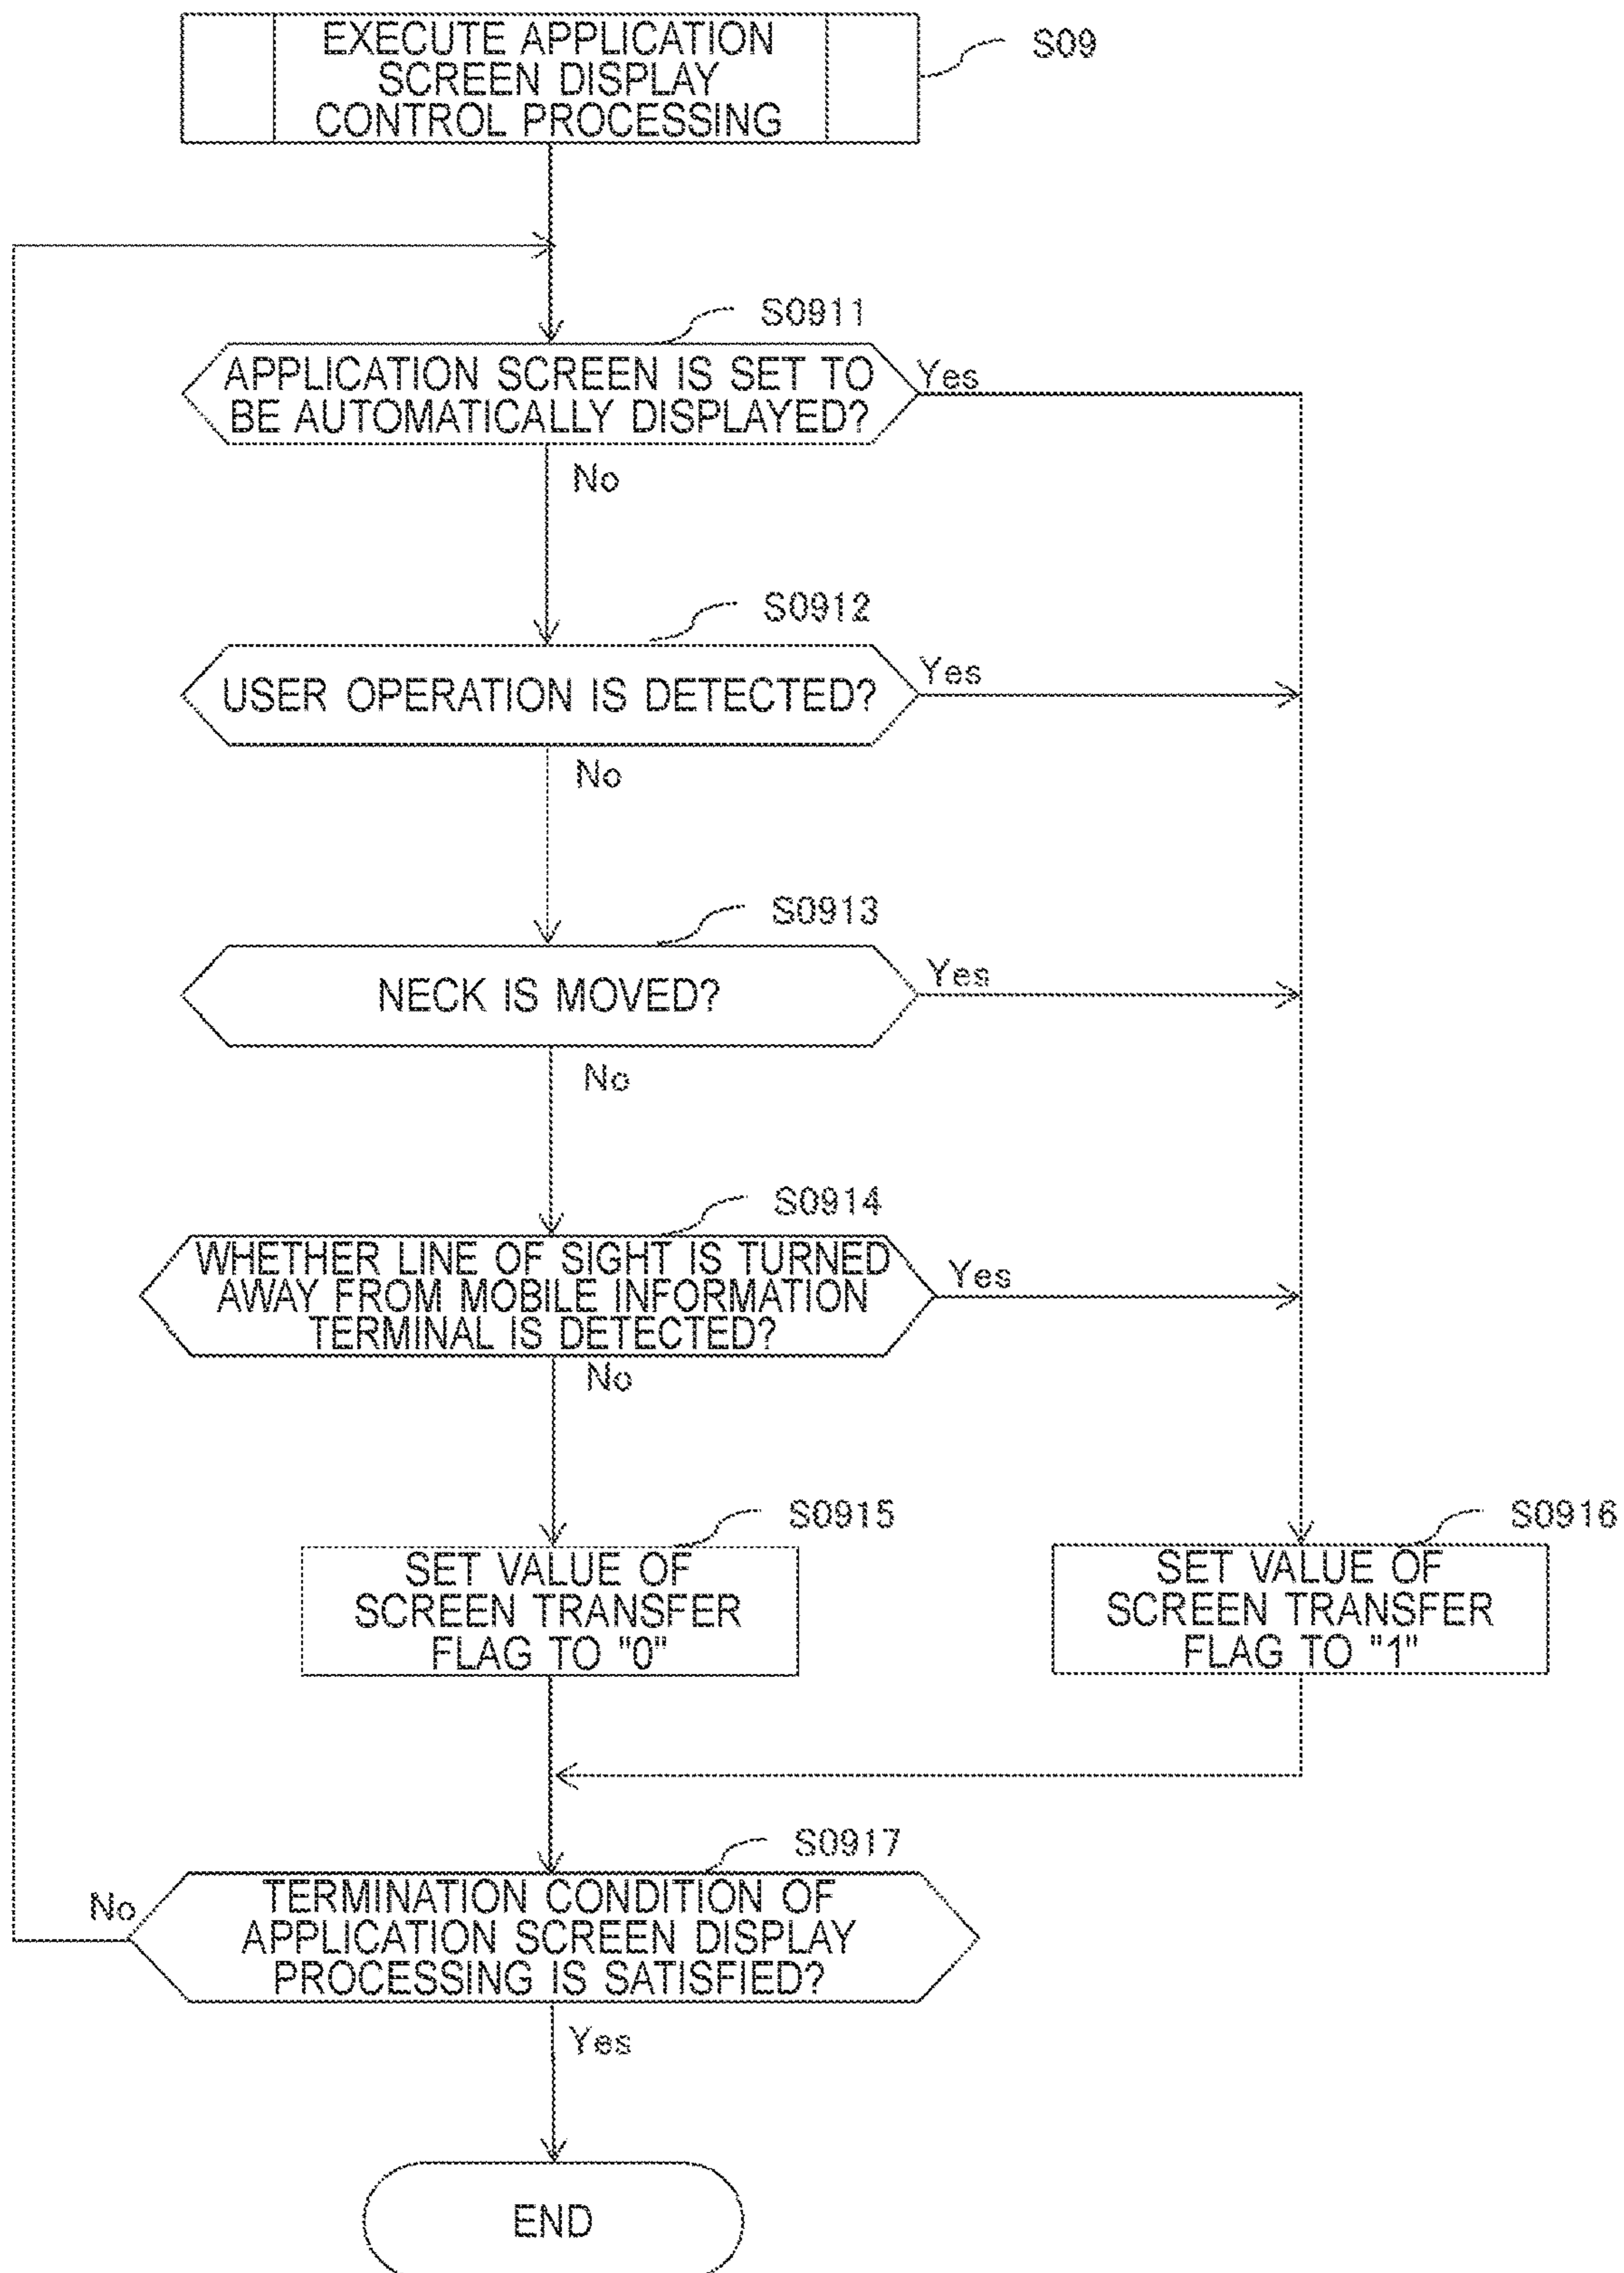 EXECUTE APPLICATION
SCREEN DISPLAY
CONTROL PROCESSING
S09
S0911
APPLICATION SCREEN IS SET TO
BE AUTOMATICALLY DISPLAYED?
Yes
No
S0912
USER OPERATION IS DETECTED?
Yes
No
S0913
NECK IS MOVED?
Yes
No
S0914
WHETHER LINE OF SIGHT IS TURNED
AWAY FROM MOBILE INFORMATION
TERMINAL IS DETECTED?
Yes
No
S0915
SET VALUE OF
SCREEN TRANSFER
FLAG TO "0"
S0916
SET VALUE OF
SCREEN TRANSFER
FLAG TO "1"
S0917
TERMINATION CONDITION OF
APPLICATION SCREEN DISPLAY
PROCESSING IS SATISFIED?
No
Yes
END